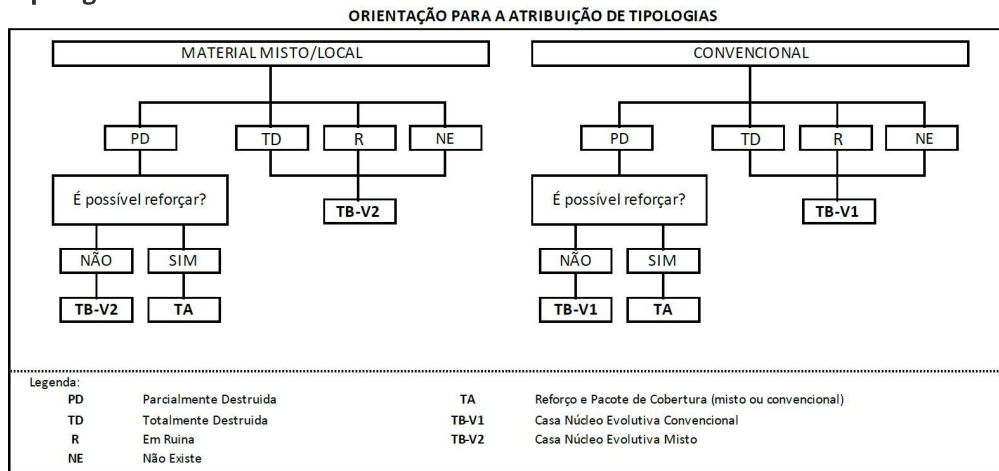 ORIENTAÇÃO PARA A ATRIBUIÇÃO DE TIPOLOGIAS
MATERIAL MISTO/LOCAL
CONVENCIONAL
PD
TD
R
NE
PD
TD
R
NE
É possível reforçar?
TB-V2
É possível reforçar?
TB-V1
NÃO
SIM
NÃO
SIM
TB-V2
TA
TB-V1
TA
Legenda:
PD Parcialmente Destruida
TA Reforço e Pacote de Cobertura (misto ou convencional)
TD Totalmente Destruida
TB-V1 Casa Núcleo Evolutiva Convencional
R Em Ruina
TB-V2 Casa Núcleo Evolutiva Misto
NE Não Existe